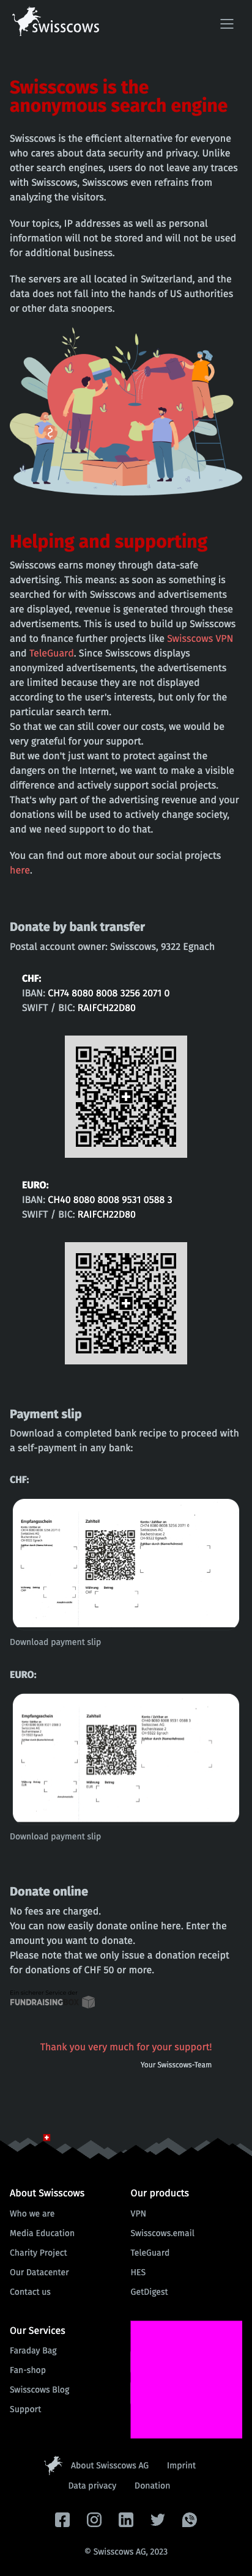 swisscows
Swisscows is the
anonymous search engine
Swisscows is the efficient alternative for everyone
who cares about data security and privacy. Unlike
other search engines, users do not leave any traces
with Swisscows, Swisscows even refrains from
analyzing the visitors.
Your topics, IP addresses as well as personal
information will not be stored and will not be used
for additional business.
The servers are all located in Switzerland, and the
data does not fall into the hands of US authorities
or other data snoopers.
Helping and supporting
Swisscows earns money through data-safe
advertising. This means: as soon as something is
searched for with Swisscows and advertisements
are displayed, revenue is generated through these
advertisements. This is used to build up Swisscows
and to finance further projects like Swisscows VPN
and TeleGuard. Since Swisscows displays
anonymized advertisements, the advertisements
are limited because they are not displayed
according to the user's interests, but only for the
particular search term.
So that we can still cover our costs, we would be
very grateful for your support.
But we don't just want to protect against the
dangers on the Internet, we want to make a visible
difference and actively support social projects.
That's why part of the advertising revenue and your
donations will be used to actively change society,
and we need support to do that.
You can find out more about our social projects
here.
Donate by bank transfer
Postal account owner: Swisscows, 9322 Egnach
CHF:
IBAN: CH74 8080 8008 3256 2071 0
SWIFT / BIC: RAIFCH22D80
EURO:
IBAN: CH40 8080 8008 9531 0588 3
SWIFT / BIC: RAIFCH22D80
Payment slip
Download a completed bank recipe to proceed with
a self-payment in any bank:
CHF:
Empfangsschein Zahlteil
Download payment slip
EURO:
Empfangsschein Zahlteil
Download payment slip
Donate online
No fees are charged.
You can now easily donate online here. Enter the
amount you want to donate.
Please note that we only issue a donation receipt
for donations of CHF 50 or more.
FUNDRAISING
Thank you very much for your support!
Your Swisscows-Team
About Swisscows
Who we are
Media Education
Charity Project
Our Datacenter
Contact us
Our products
VPN
Swisscows.email
TeleGuard
HES
GetDigest
Our Services
Faraday Bag
Fan-shop
Swisscows Blog
Support
About Swisscows AG Imprint
Data privacy Donation
© Swisscows AG, 2023